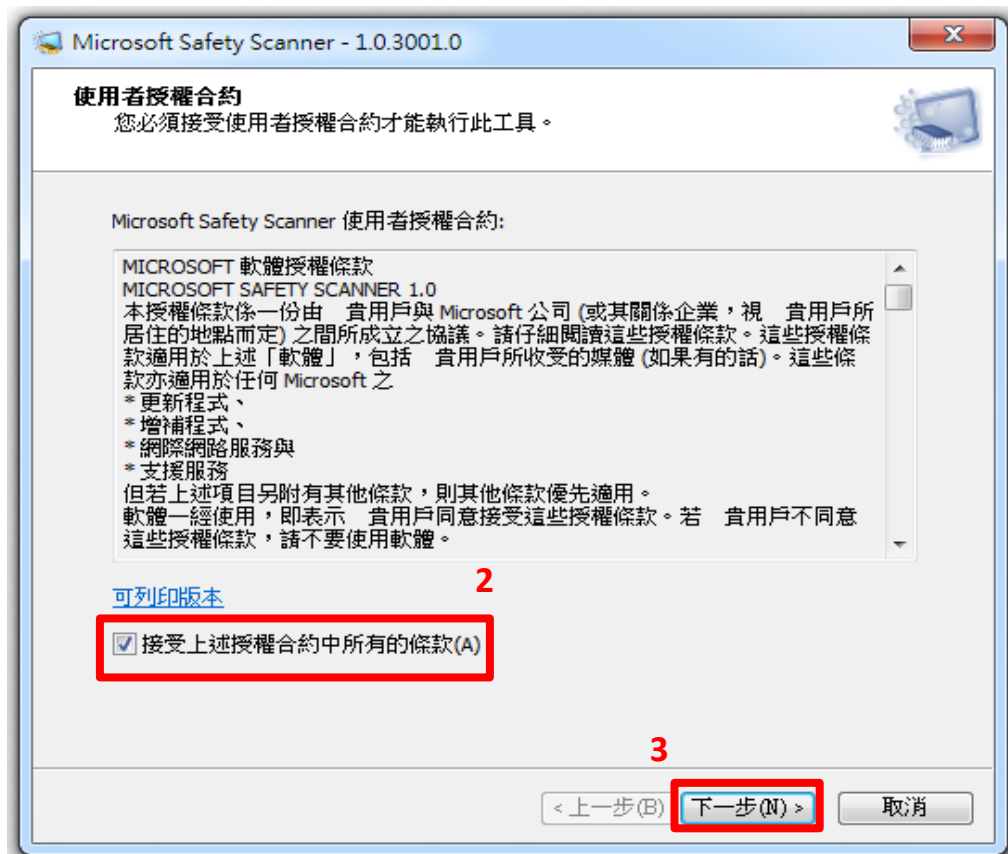 Microsoft Safety Scanner - 1.0.3001.0
使用者授權合約
您必須接受使用者授權合約才能執行此工具。
Microsoft Safety Scanner 使用者授權合約:
MICROSOFT 軟體授權條款
MICROSOFT SAFETY SCANNER 1.0
本授權條款係一份由　貴用戶與 Microsoft 公司 (或其關係企業，視　貴用戶所
居住的地點而定) 之間所成立之協議。請仔細閱讀這些授權條款。這些授權條
款適用於上述「軟體」，包括　貴用戶所收受的媒體 (如果有的話)。這些條
款亦適用於任何 Microsoft 之
* 更新程式、
* 增補程式、
* 網際網路服務與
* 支援服務
但若上述項目另附有其他條款，則其他條款優先適用。
軟體一經使用，即表示　貴用戶同意接受這些授權條款。若　貴用戶不同意
這些授權條款，請不要使用軟體。
可列印版本
2
接受上述授權合約中所有的條款(A)
3
< 上一步(B)
下一步(N) >
取消